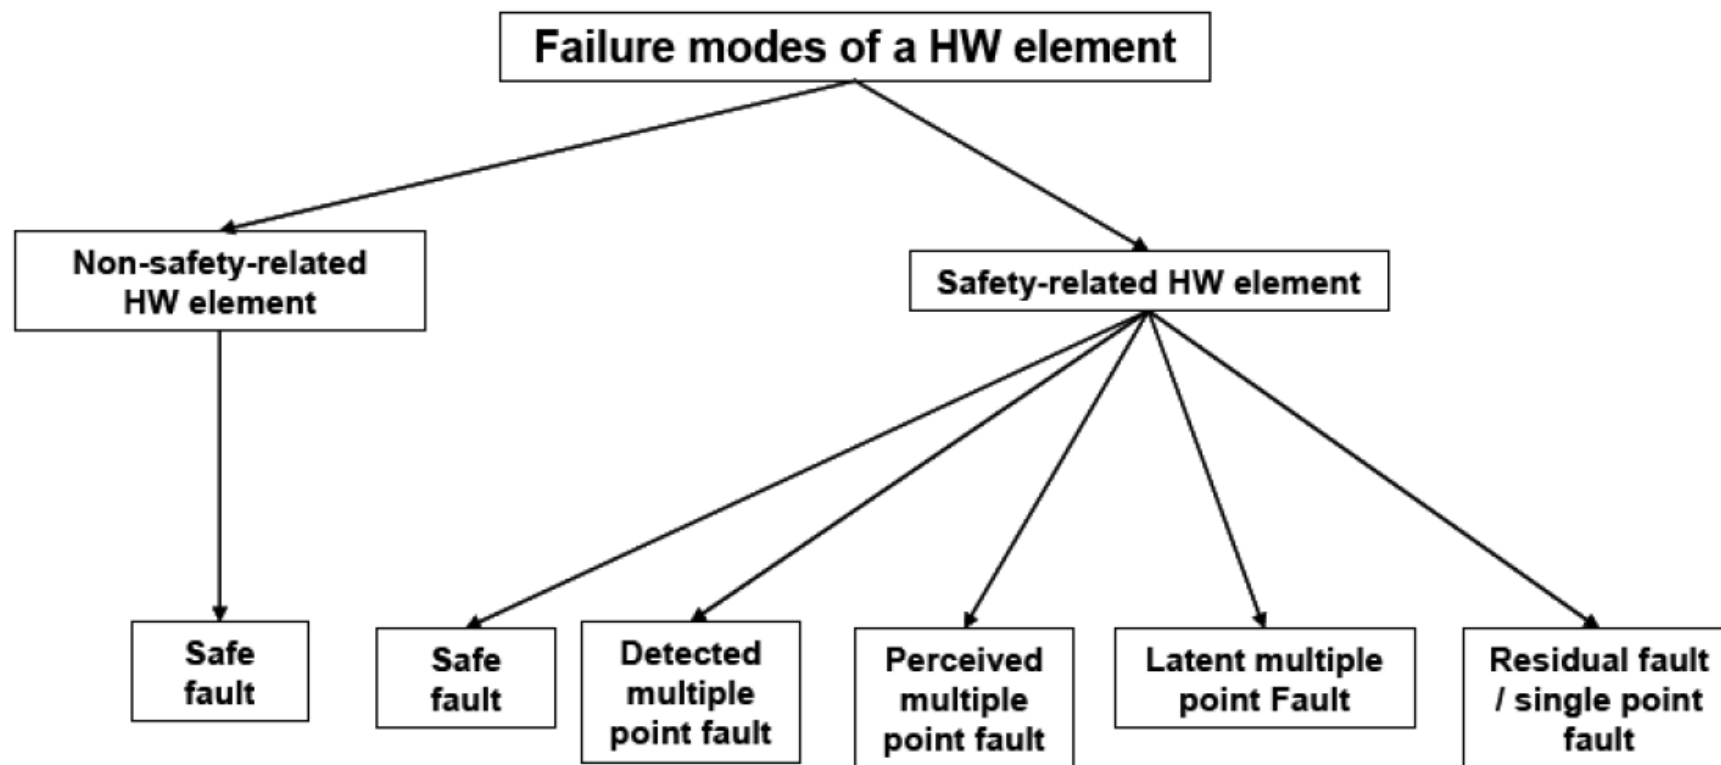 Failure modes of a HW element
Non-safety-related
HW element
Safety-related HW element
Safe
fault
Safe
fault
Detected
multiple
point fault
Perceived
multiple
point fault
Latent multiple
point Fault
Residual fault
/ single point
fault